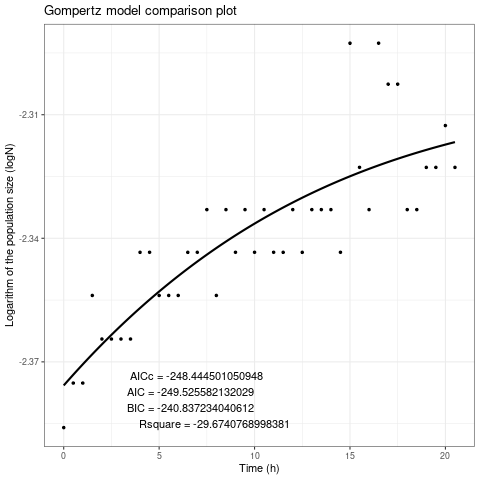 Gompertz model comparison plot
Logarithm of the population size (logN)
-2.31
-2.34
-2.37
AICc = -248.444501050948
AIC = -249.525582132029
BIC = -240.837234040612
Rsquare = -29.6740768998381
0 5 10 15 20
Time (h)